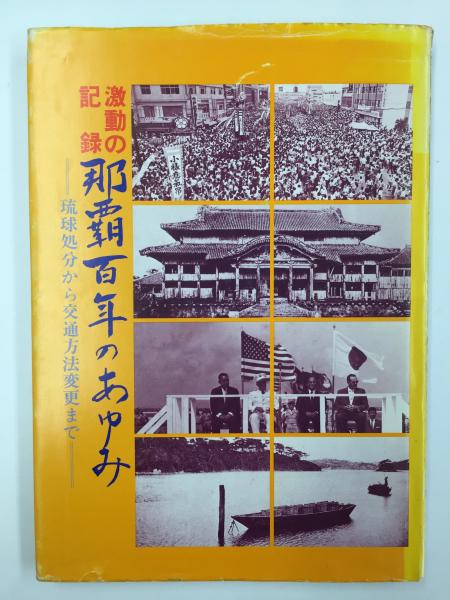 激動の
記録
那覇百年のあゆみ
―琉球処分から交通方法変更まで―